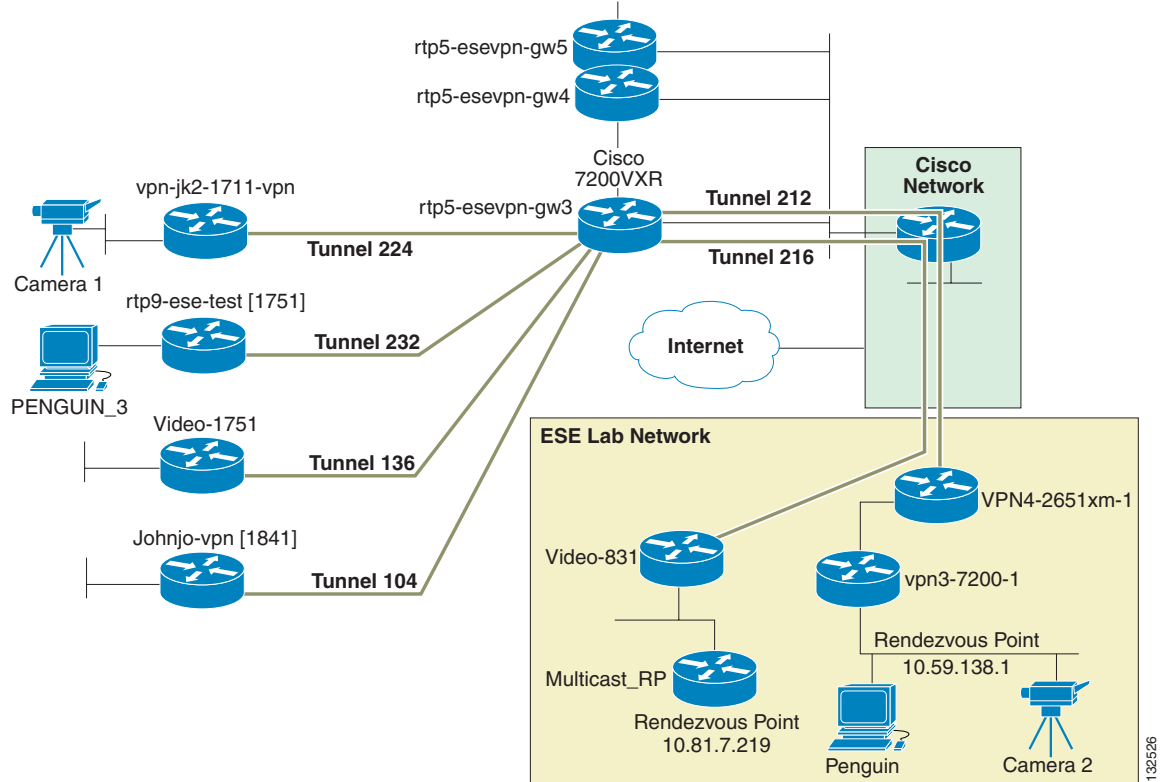 rtp5-esevpn-gw5
rtp5-esevpn-gw4
Cisco
7200VXR
rtp5-esevpn-gw3
vpn-jk2-1711-vpn
Camera 1
Tunnel 224
Tunnel 212
Tunnel 216
Cisco
Network
rtp9-ese-test [1751]
PENGUIN_3
Tunnel 232
Internet
Video-1751
Tunnel 136
Johnjo-vpn [1841]
Tunnel 104
ESE Lab Network
VPN4-2651xm-1
Video-831
vpn3-7200-1
Multicast_RP
Rendezvous Point
10.81.7.219
Rendezvous Point
10.59.138.1
Penguin
Camera 2
132526